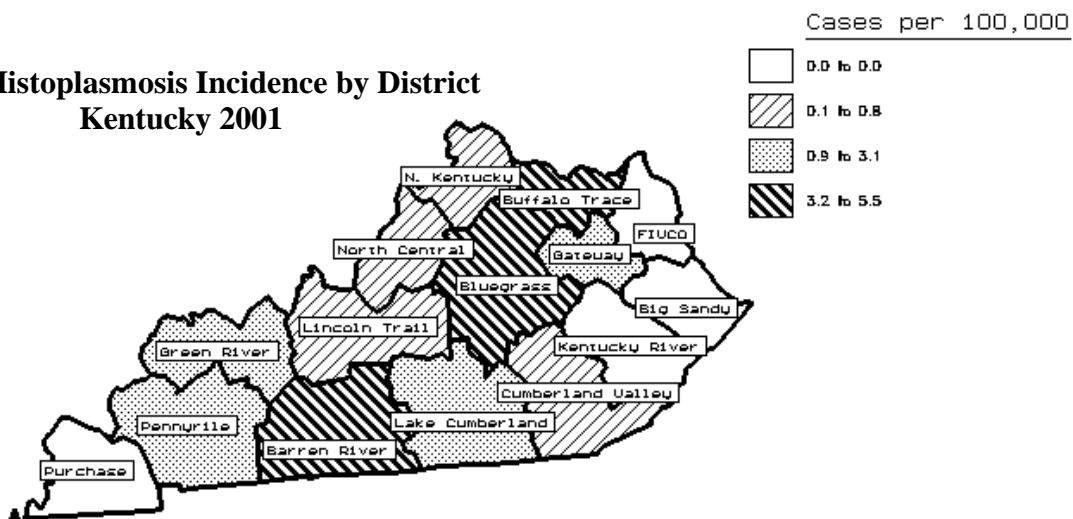 Cases per 100,000
0.0 to 0.0
0.1 to 0.8
0.9 to 3.1
3.2 to 5.5
Histoplasmosis Incidence by District
Kentucky 2001
N. Kentucky
Buffalo Trace
FIVCO
North Central
Gateway
Bluegrass
Big Sandy
Lincoln Trail
Kentucky River
Green River
Cumberland Valley
Pennyrile
Lake Cumberland
Barren River
Purchase